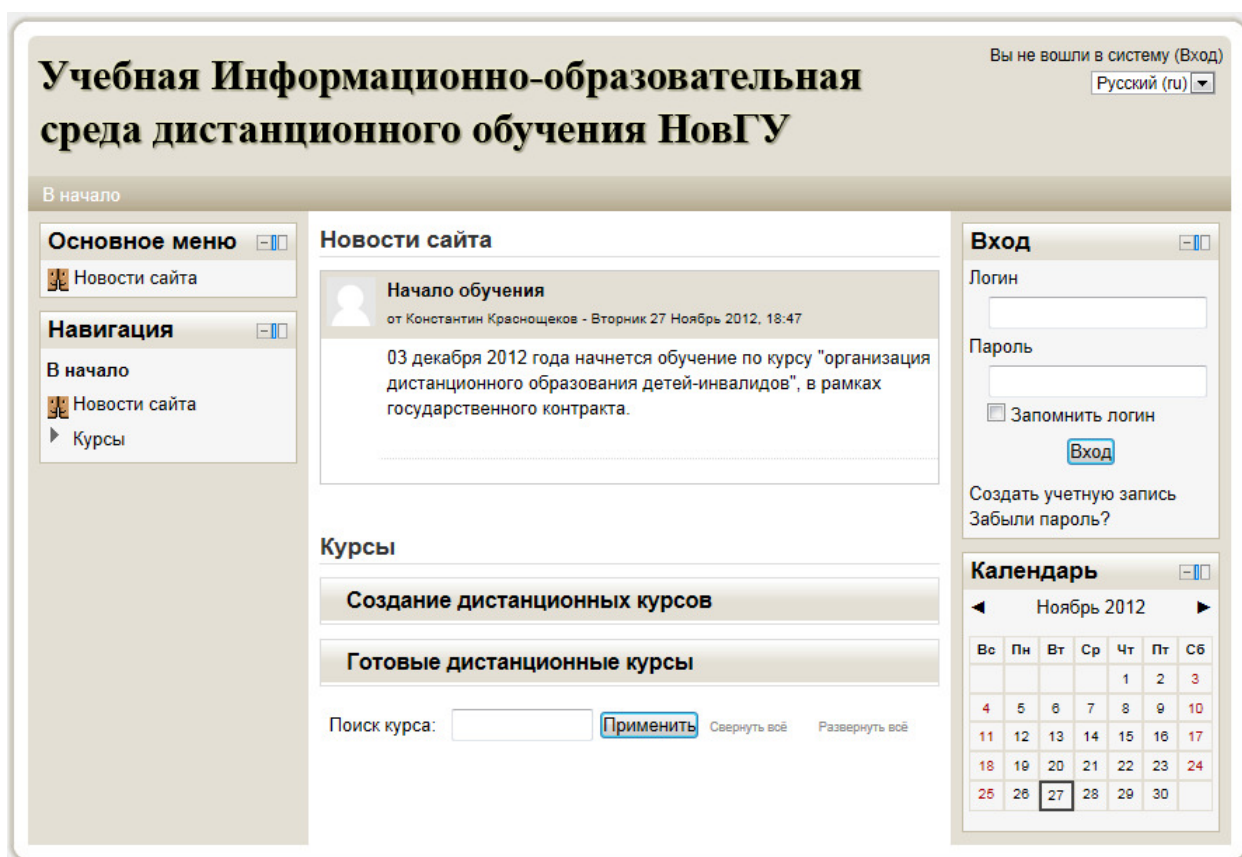 Учебная Информационно-образовательная
среда дистанционного обучения НовГУ
Вы не вошли в систему (Вход)
Русский (ru)
В начало
Основное меню
Новости сайта
Навигация
В начало
Новости сайта
Курсы
Новости сайта
Начало обучения
от Константин Краснощеков - Вторник 27 Ноябрь 2012, 18:47
03 декабря 2012 года начнется обучение по курсу "организация
дистанционного образования детей-инвалидов", в рамках
государственного контракта.
Курсы
Создание дистанционных курсов
Готовые дистанционные курсы
Поиск курса: Применить Свернуть всё Развернуть всё
Вход
Логин
Пароль
Запомнить логин
Вход
Создать учетную запись
Забыли пароль?
Календарь
◄ Ноябрь 2012 ►
Вс Пн Вт Ср Чт Пт Сб
1 2 3
4 5 6 7 8 9 10
11 12 13 14 15 16 17
18 19 20 21 22 23 24
25 26 27 28 29 30